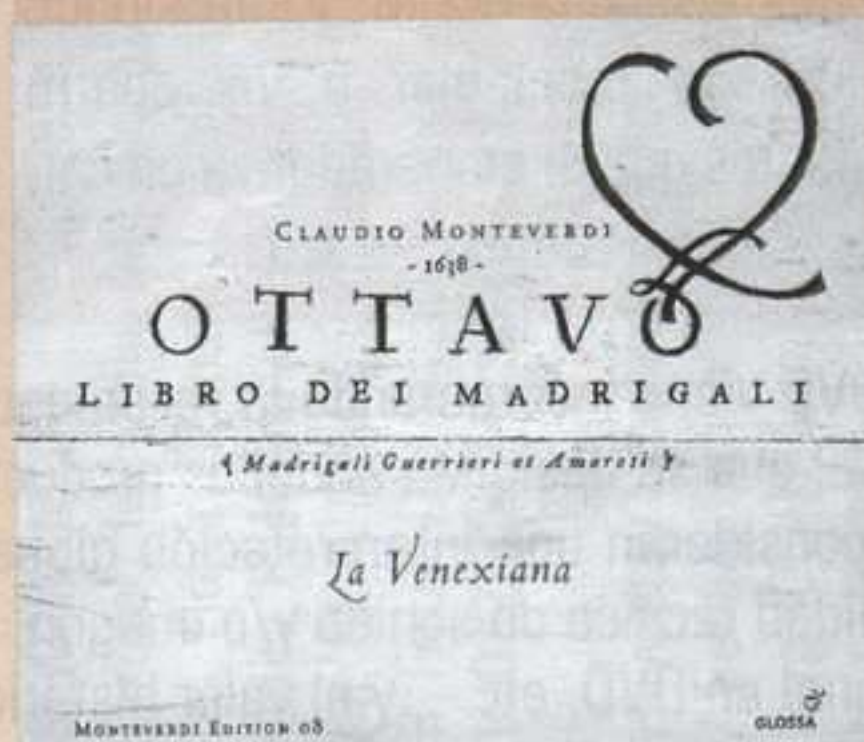 CLAUDIO MONTEVERDI
- 1638 -
OTTAVO
LIBRO DEI MADRIGALI
{ Madrigali Guerrieri et Amorosi }
La Venexiana
MONTEVERDI EDITION 08
GLOSSA